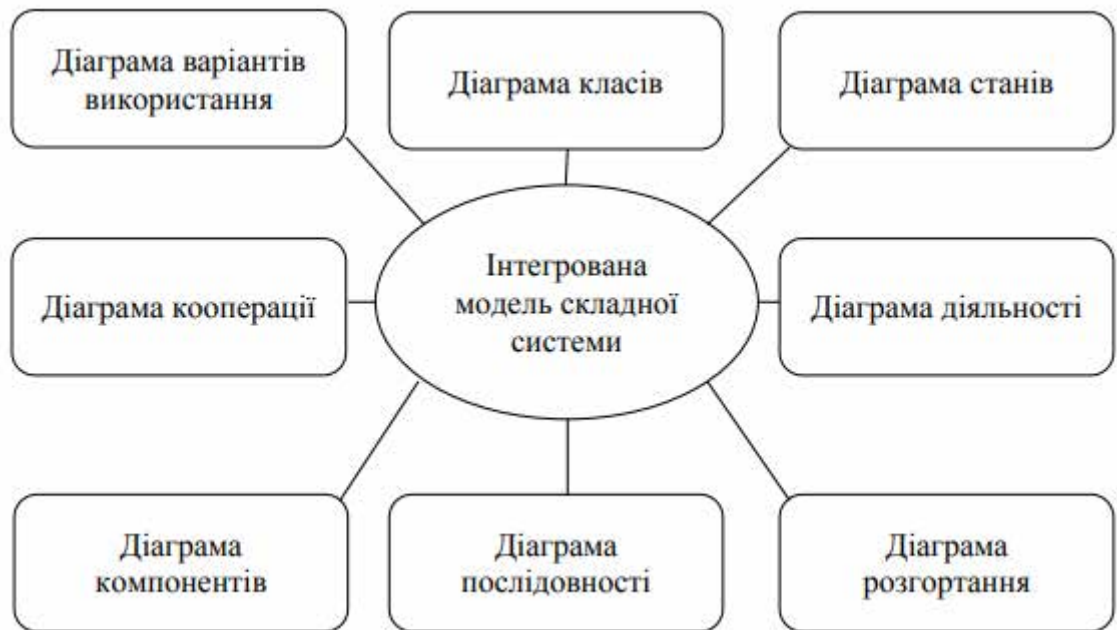 Діаграма варіантів
використання
Діаграма класів
Діаграма станів
Діаграма кооперації
Інтегрована
модель складної
системи
Діаграма діяльності
Діаграма
компонентів
Діаграма
послідовності
Діаграма
розгортання